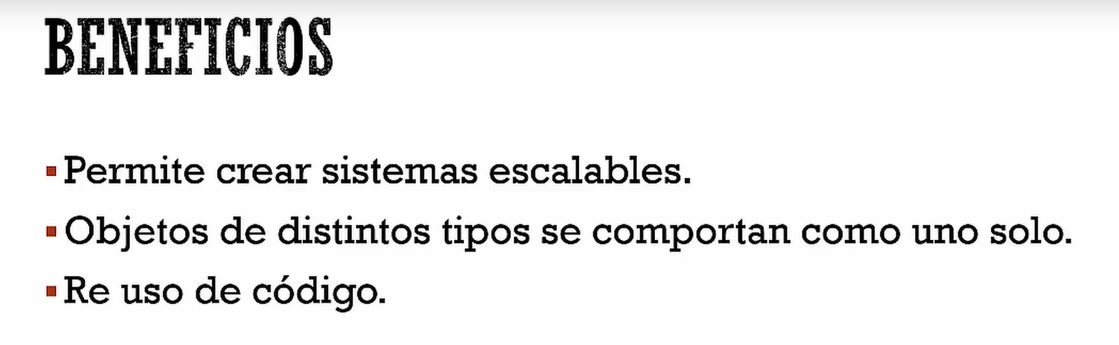 BENEFICIOS
▪Permite crear sistemas escalables.
▪Objetos de distintos tipos se comportan como uno solo.
▪Re uso de código.